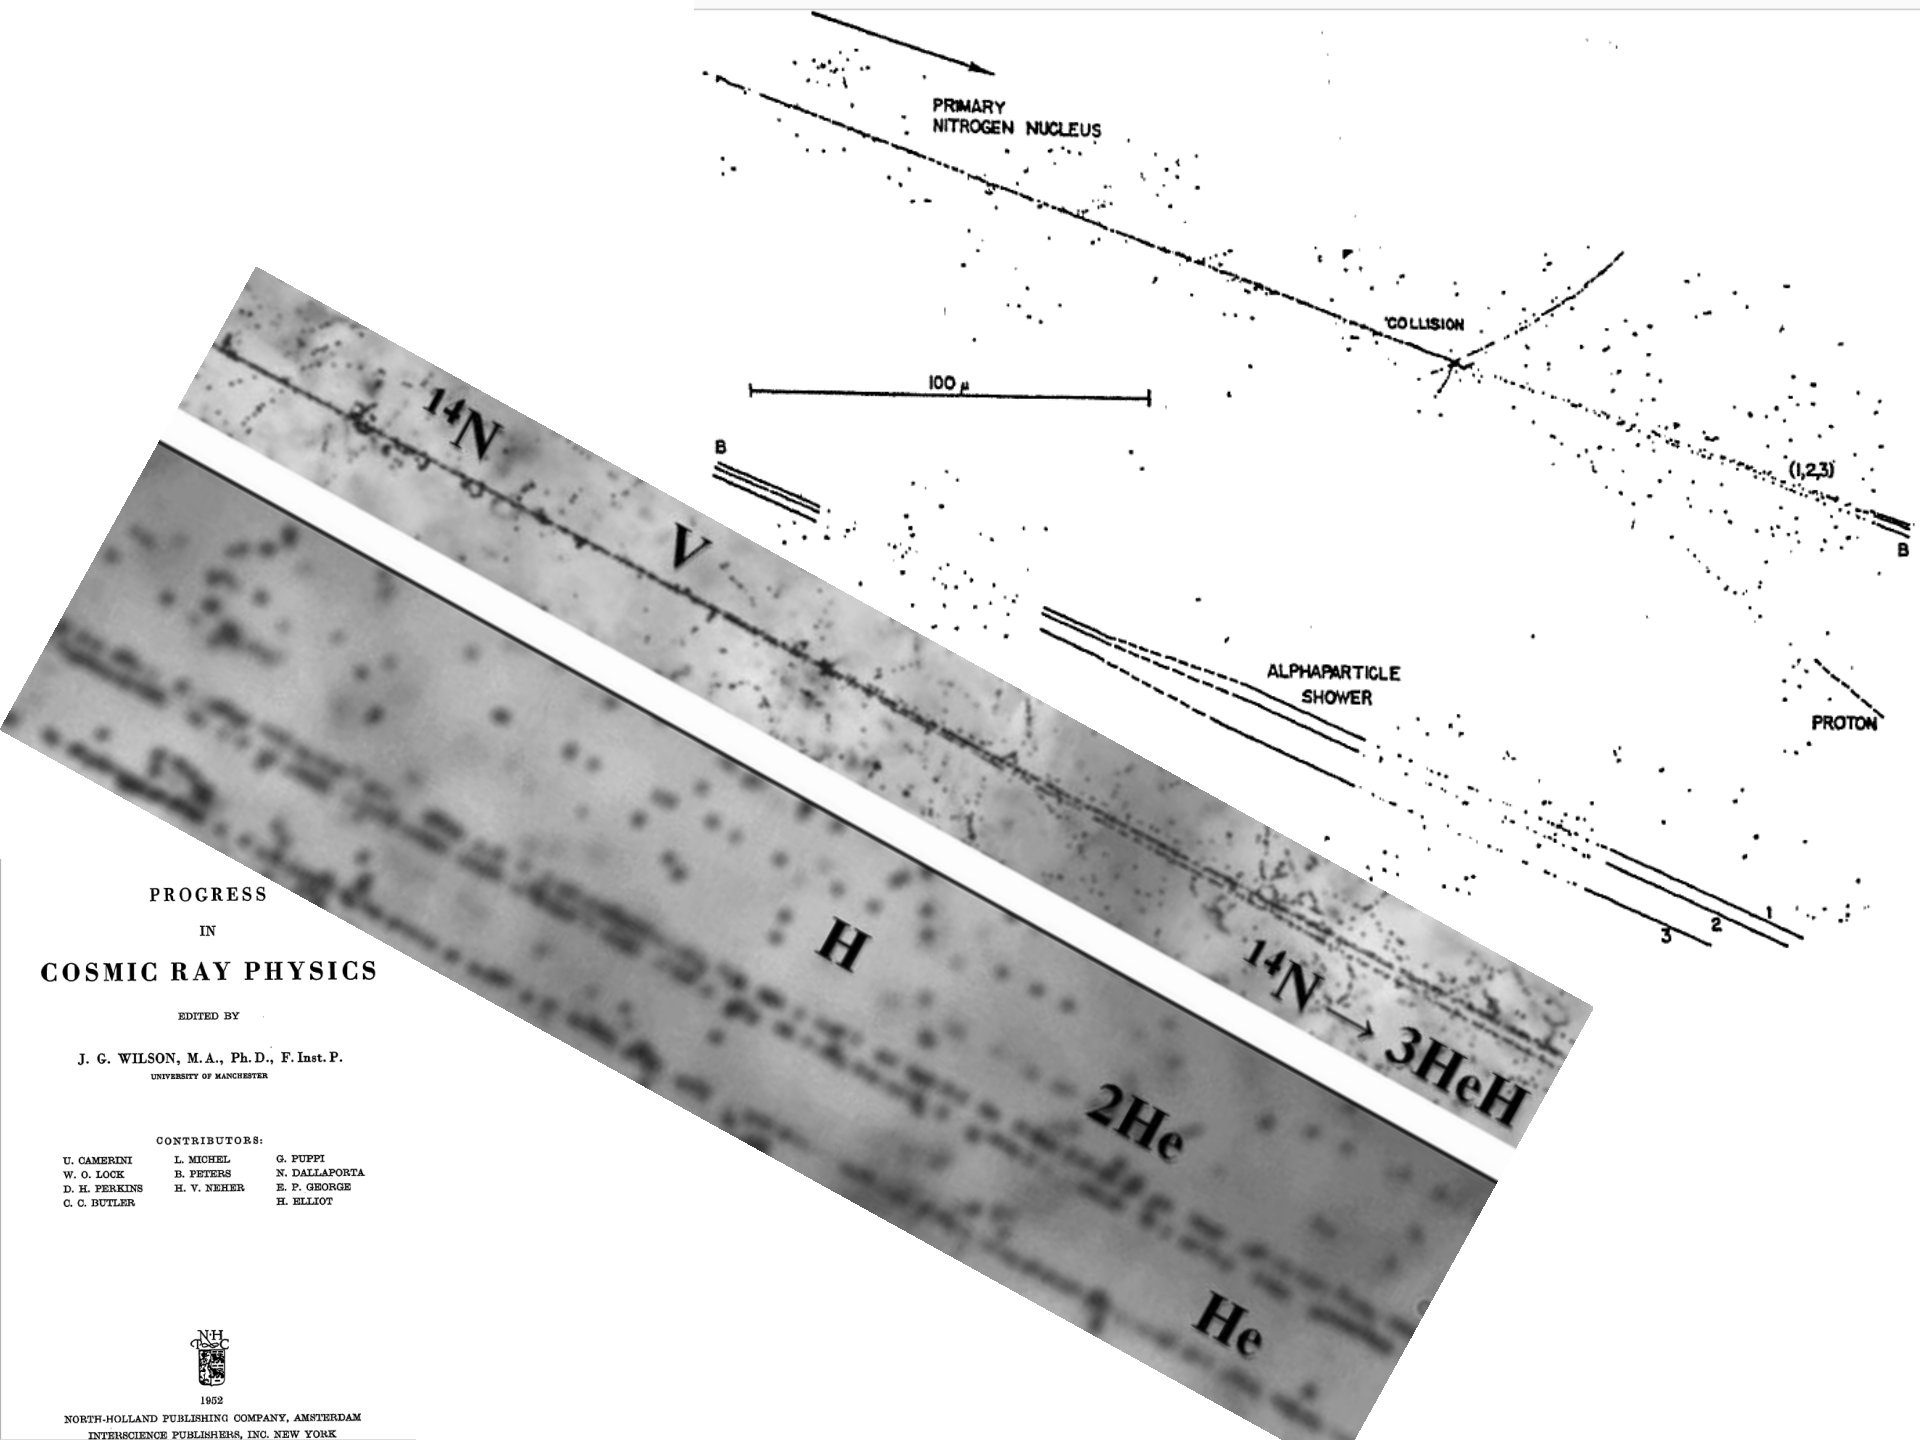 PRIMARY
NITROGEN NUCLEUS
COLLISION
100 μ
B
(1,2,3)
B
ALPHAPARTICLE
SHOWER
PROTON
1
2
3
14N
V
14N → 3HeH
H
2He
He
PROGRESS
IN
COSMIC RAY PHYSICS
EDITED BY
J. G. WILSON, M.A., Ph.D., F.Inst.P.
UNIVERSITY OF MANCHESTER
CONTRIBUTORS:
U. CAMERINI L. MICHEL G. PUPPI
W. O. LOCK B. PETERS N. DALLAPORTA
D. H. PERKINS H. V. NEHER E. P. GEORGE
C. C. BUTLER H. ELLIOT
N·H
P C
1952
NORTH-HOLLAND PUBLISHING COMPANY, AMSTERDAM
INTERSCIENCE PUBLISHERS, INC. NEW YORK